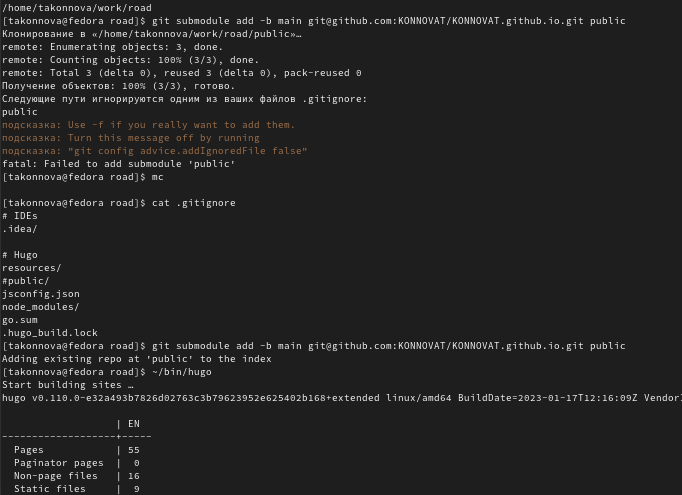 /home/takonnova/work/road
[takonnova@fedora road]$ git submodule add -b main git@github.com:KONNOVAT/KONNOVAT.github.io.git public
Клонирование в «/home/takonnova/work/road/public»…
remote: Enumerating objects: 3, done.
remote: Counting objects: 100% (3/3), done.
remote: Total 3 (delta 0), reused 3 (delta 0), pack-reused 0
Получение объектов: 100% (3/3), готово.
Следующие пути игнорируются одним из ваших файлов .gitignore:
public
подсказка: Use -f if you really want to add them.
подсказка: Turn this message off by running
подсказка: "git config advice.addIgnoredFile false"
fatal: Failed to add submodule 'public'
[takonnova@fedora road]$ mc
[takonnova@fedora road]$ cat .gitignore
# IDEs
.idea/
# Hugo
resources/
#public/
jsconfig.json
node_modules/
go.sum
.hugo_build.lock
[takonnova@fedora road]$ git submodule add -b main git@github.com:KONNOVAT/KONNOVAT.github.io.git public
Adding existing repo at 'public' to the index
[takonnova@fedora road]$ ~/bin/hugo
Start building sites …
hugo v0.110.0-e32a493b7826d02763c3b79623952e625402b168+extended linux/amd64 BuildDate=2023-01-17T12:16:09Z Vendor
| EN
-------------------+-----
Pages | 55
Paginator pages | 0
Non-page files | 16
Static files | 9